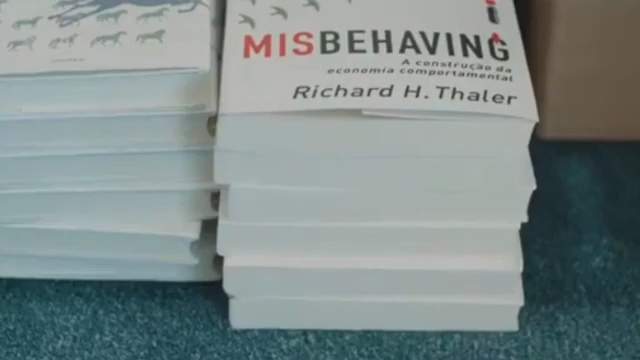 MISBEHAVING
A construção da
economia comportamental
Richard H. Thaler